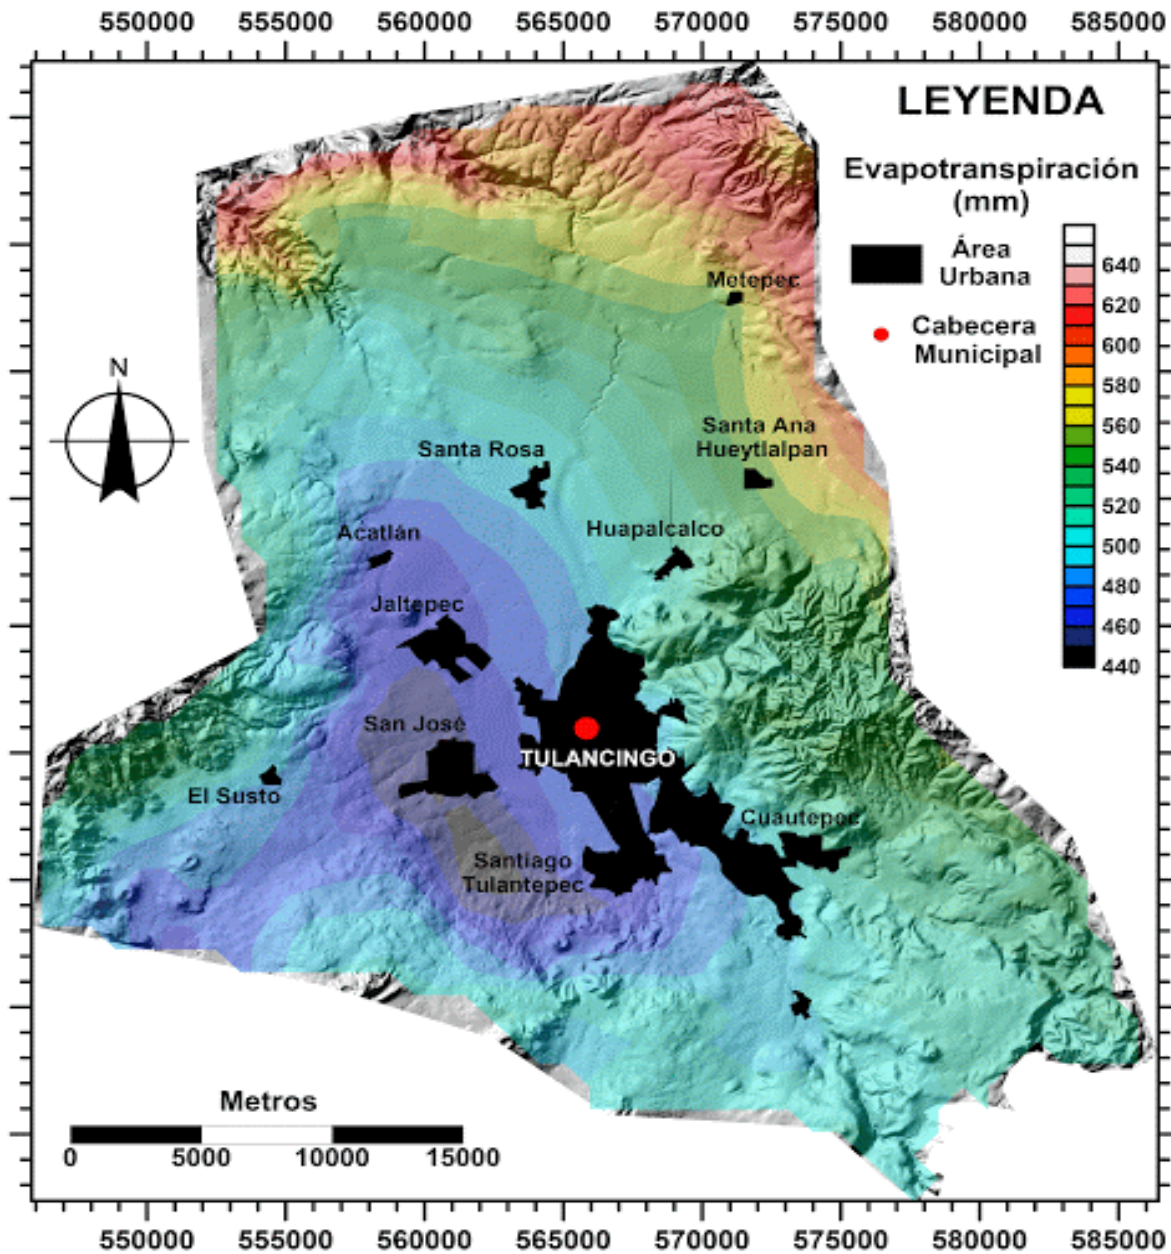 550000 555000 560000 565000 570000 575000 580000 585000
LEYENDA
Evapotranspiración
(mm)
Área
Urbana
Cabecera
Municipal
640
620
600
580
560
540
520
500
480
460
440
N
Metepec
Santa Ana
Hueytlalpan
Santa Rosa
Huapalcalco
Acatlán
Jaltepec
San José
TULANCINGO
El Susto
Cuautepec
Santiago
Tulantepec
Metros
0 5000 10000 15000
550000 555000 560000 565000 570000 575000 580000 585000